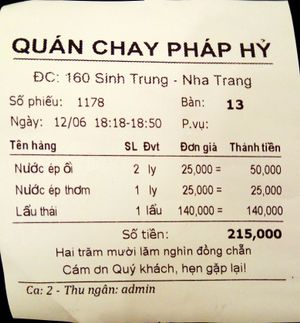 QUÁN CHAY PHÁP HỶ
ĐC: 160 Sinh Trung - Nha Trang
Số phiếu: 1178 Bàn: 13
Ngày: 12/06 18:18-18:50 P.vụ:
Tên hàng SL Đvt Đơn giá Thành tiền
Nước ép ổi 2 ly 25,000 = 50,000
Nước ép thơm 1 ly 25,000 = 25,000
Lẩu thái 1 lẩu 140,000 = 140,000
Số tiền: 215,000
Hai trăm mười lăm nghìn đồng chẵn
Cám ơn Quý khách, hẹn gặp lại!
Ca: 2 - Thu ngân: admin